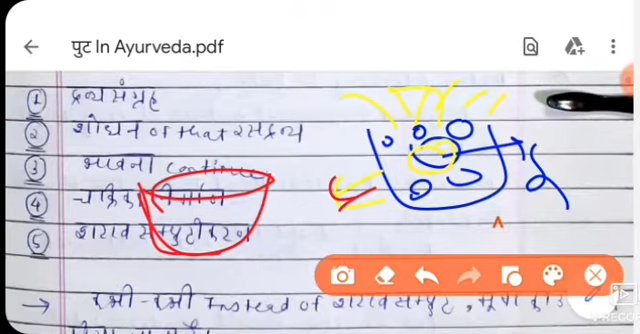 पुट In Ayurveda.pdf
① द्रव्य संग्रह
② शोधन of that रसद्रव्य
③ भावना continue
④ चक्रिका निर्माण
⑤ शराव सम्पुटीकरण
→ कभी-कभी Instead of शराव सम्पुट, मूषा